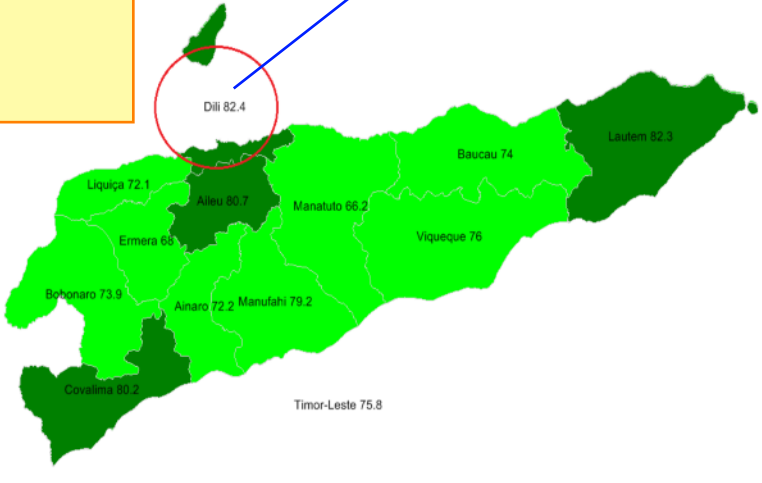 Dili 82.4
Lautem 82.3
Baucau 74
Liquiça 72.1
Aileu 80.7
Manatuto 66.2
Ermera 68
Viqueque 76
Bobonaro 73.9
Ainaro 72.2
Manufahi 79.2
Covalima 80.2
Timor-Leste 75.8